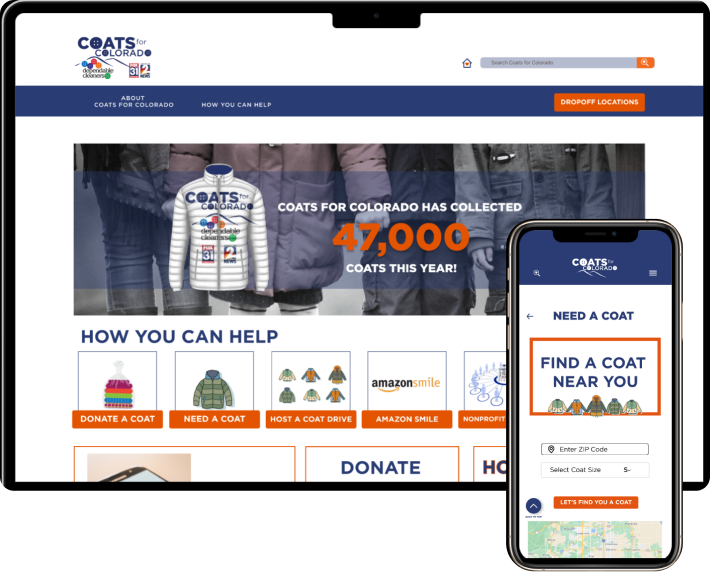 COATS for
COLORADO
dependable
cleaners
FOX
31
2
NEWS
Search Coats for Colorado
ABOUT
COATS FOR COLORADO
HOW YOU CAN HELP
DROPOFF LOCATIONS
COATS for
COLORADO
dependable
cleaners
FOX
31
2
NEWS
COATS FOR COLORADO HAS COLLECTED
47,000
COATS THIS YEAR!
HOW YOU CAN HELP
amazonsmile
DONATE A COAT
NEED A COAT
HOST A COAT DRIVE
AMAZON SMILE
NONPROFIT
DONATE
HO
COATS for
COLORADO
NEED A COAT
FIND A COAT
NEAR YOU
Enter ZIP Code
Select Coat Size
S
LET'S FIND YOU A COAT